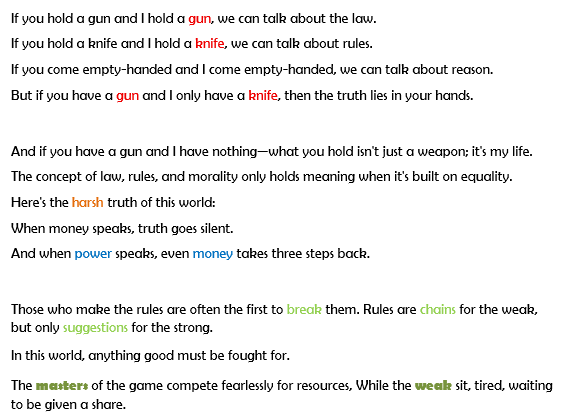 If you hold a gun and I hold a gun, we can talk about the law.
If you hold a knife and I hold a knife, we can talk about rules.
If you come empty-handed and I come empty-handed, we can talk about reason.
But if you have a gun and I only have a knife, then the truth lies in your hands.
And if you have a gun and I have nothing—what you hold isn't just a weapon; it's my life.
The concept of law, rules, and morality only holds meaning when it's built on equality.
Here's the harsh truth of this world:
When money speaks, truth goes silent.
And when power speaks, even money takes three steps back.
Those who make the rules are often the first to break them. Rules are chains for the weak,
but only suggestions for the strong.
In this world, anything good must be fought for.
The masters of the game compete fearlessly for resources, While the weak sit, tired, waiting
to be given a share.